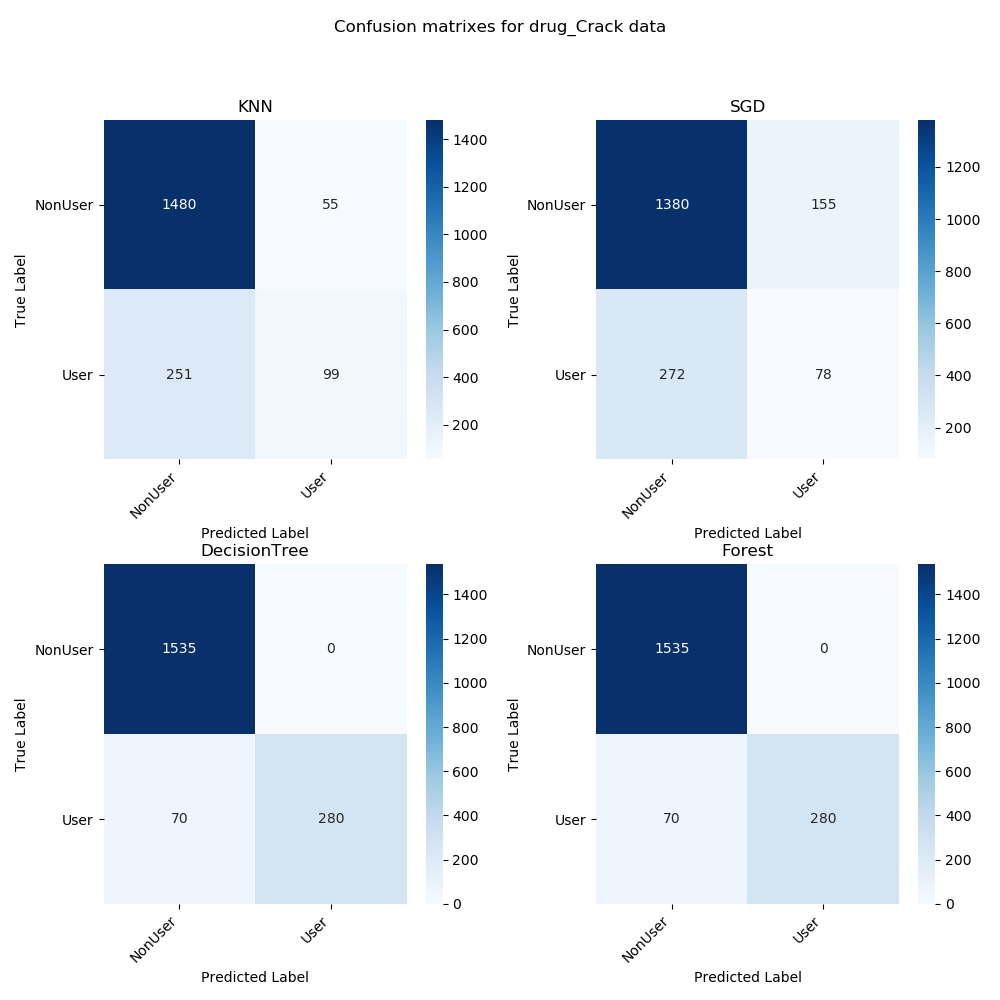 Confusion matrixes for drug_Crack data
KNN
NonUser
User
True Label
1480
55
251
99
NonUser
User
Predicted Label
1400
1200
1000
800
600
400
200
SGD
NonUser
User
True Label
1380
155
272
78
NonUser
User
Predicted Label
1200
1000
800
600
400
200
DecisionTree
NonUser
User
True Label
1535
0
70
280
NonUser
User
Predicted Label
1400
1200
1000
800
600
400
200
0
Forest
NonUser
User
True Label
1535
0
70
280
NonUser
User
Predicted Label
1400
1200
1000
800
600
400
200
0